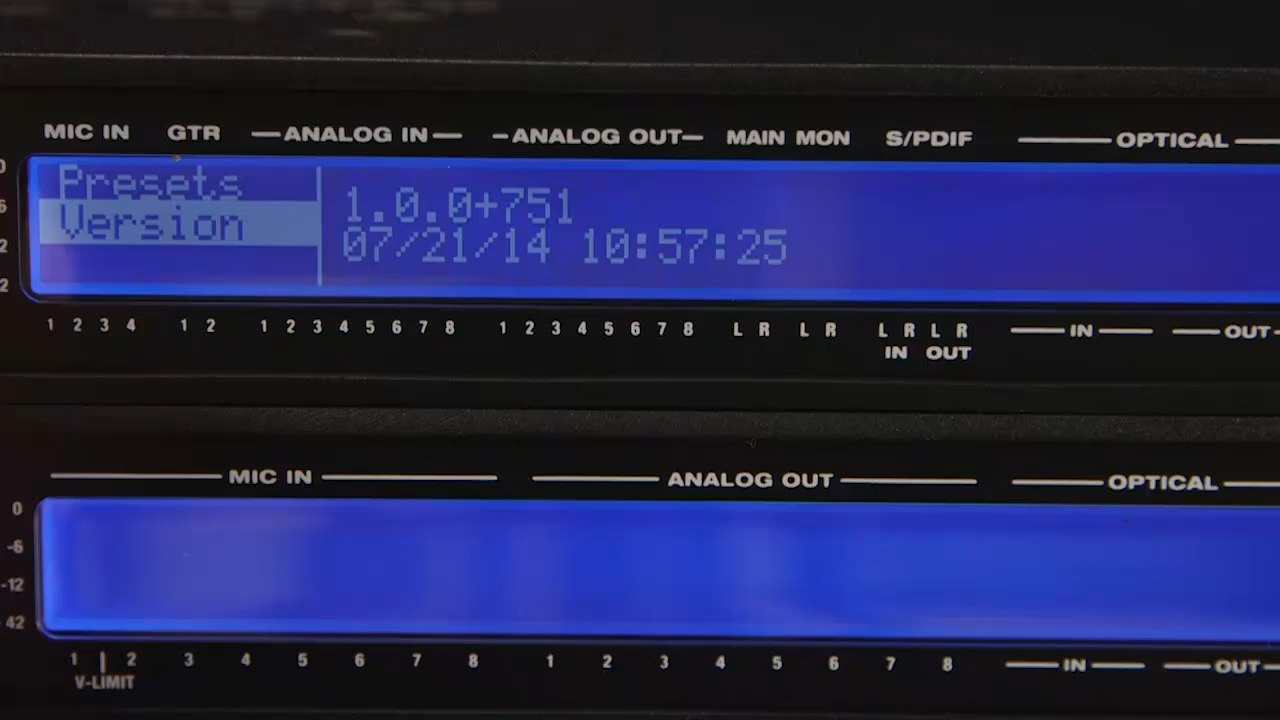 MIC IN GTR ANALOG IN ANALOG OUT MAIN MON S/PDIF OPTICAL
Presets
1.0.0+751
Version
07/21/14 10:57:25
1 2 3 4 1 2 1 2 3 4 5 6 7 8 1 2 3 4 5 6 7 8 L R L R L R L R IN OUT
IN OUT
MIC IN ANALOG OUT OPTICAL
0
-6
-12
42
1 2 3 4 5 6 7 8 1 2 3 4 5 6 7 8 IN OUT
V-LIMIT